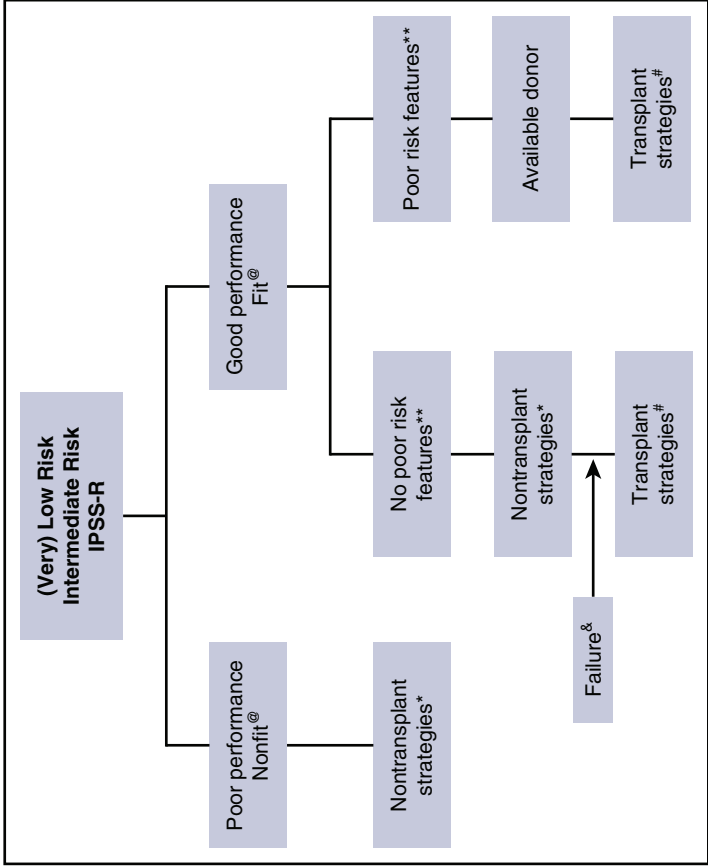 (Very) Low Risk
Intermediate Risk
IPSS-R
Poor performance
Nonfit@
Good performance
Fit@
Nontransplant
strategies*
No poor risk
features**
Poor risk features**
Nontransplant
strategies*
Available donor
Failure&
Transplant
strategies#
Transplant
strategies#